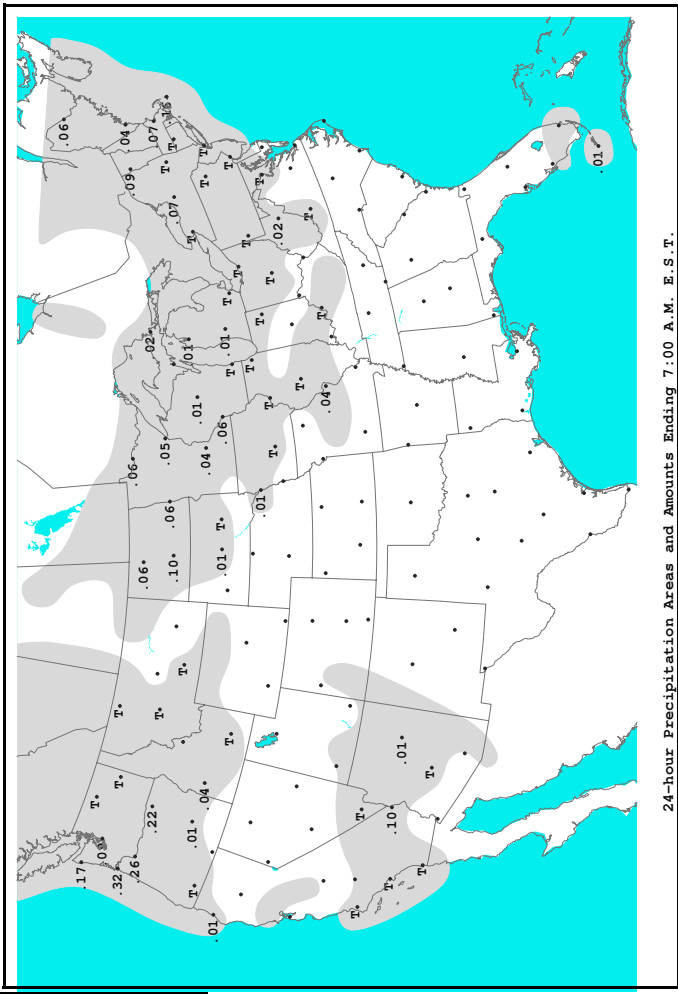 .06
.17
T
.32
T
T
.04
.09
.06
.26
.06
.02
.22
.07
T
.05
T
.16
.06
T
.10
.07
T
.01
.01
T
T
.01
T
.04
.04
T
.01
T
.01
.06
.01
T
T
T
T
T
T
T
.01
T
T
T
T
T
.02
T
T
T
.04
T
T
T
.10
.01
T
T
.01
24-hour Precipitation Areas and Amounts Ending 7:00 A.M. E.S.T.